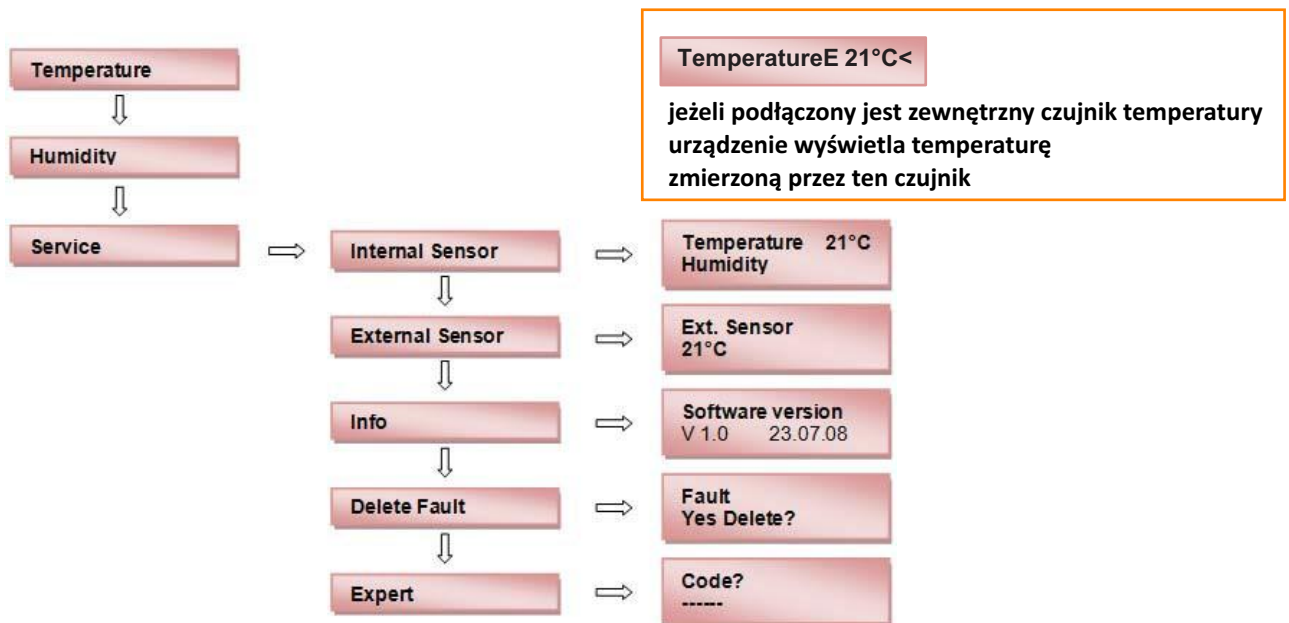 TemperatureE 21°C<
jeżeli podłączony jest zewnętrzny czujnik temperatury
urządzenie wyświetla temperaturę
zmierzoną przez ten czujnik
Temperature
Humidity
Service
Internal Sensor
Temperature 21°C
Humidity
External Sensor
Ext. Sensor
21°C
Info
Software version
V 1.0 23.07.08
Delete Fault
Fault
Yes Delete?
Expert
Code?
------